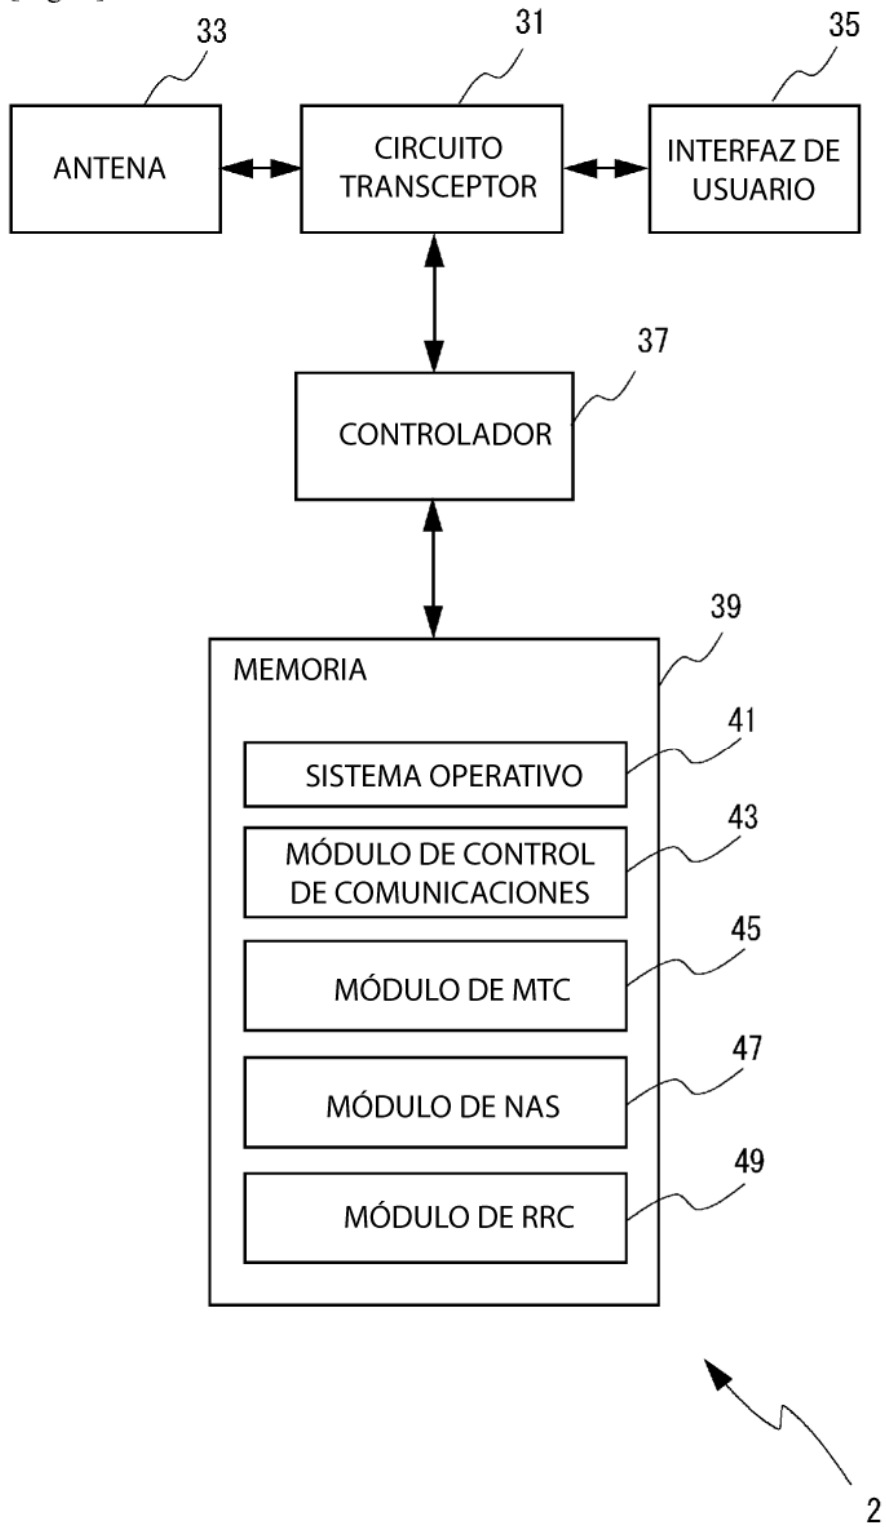 33
31
35
ANTENA
CIRCUITO
TRANSCEPTOR
INTERFAZ DE
USUARIO
37
CONTROLADOR
39
MEMORIA
41
SISTEMA OPERATIVO
43
MÓDULO DE CONTROL
DE COMUNICACIONES
45
MÓDULO DE MTC
47
MÓDULO DE NAS
49
MÓDULO DE RRC
2